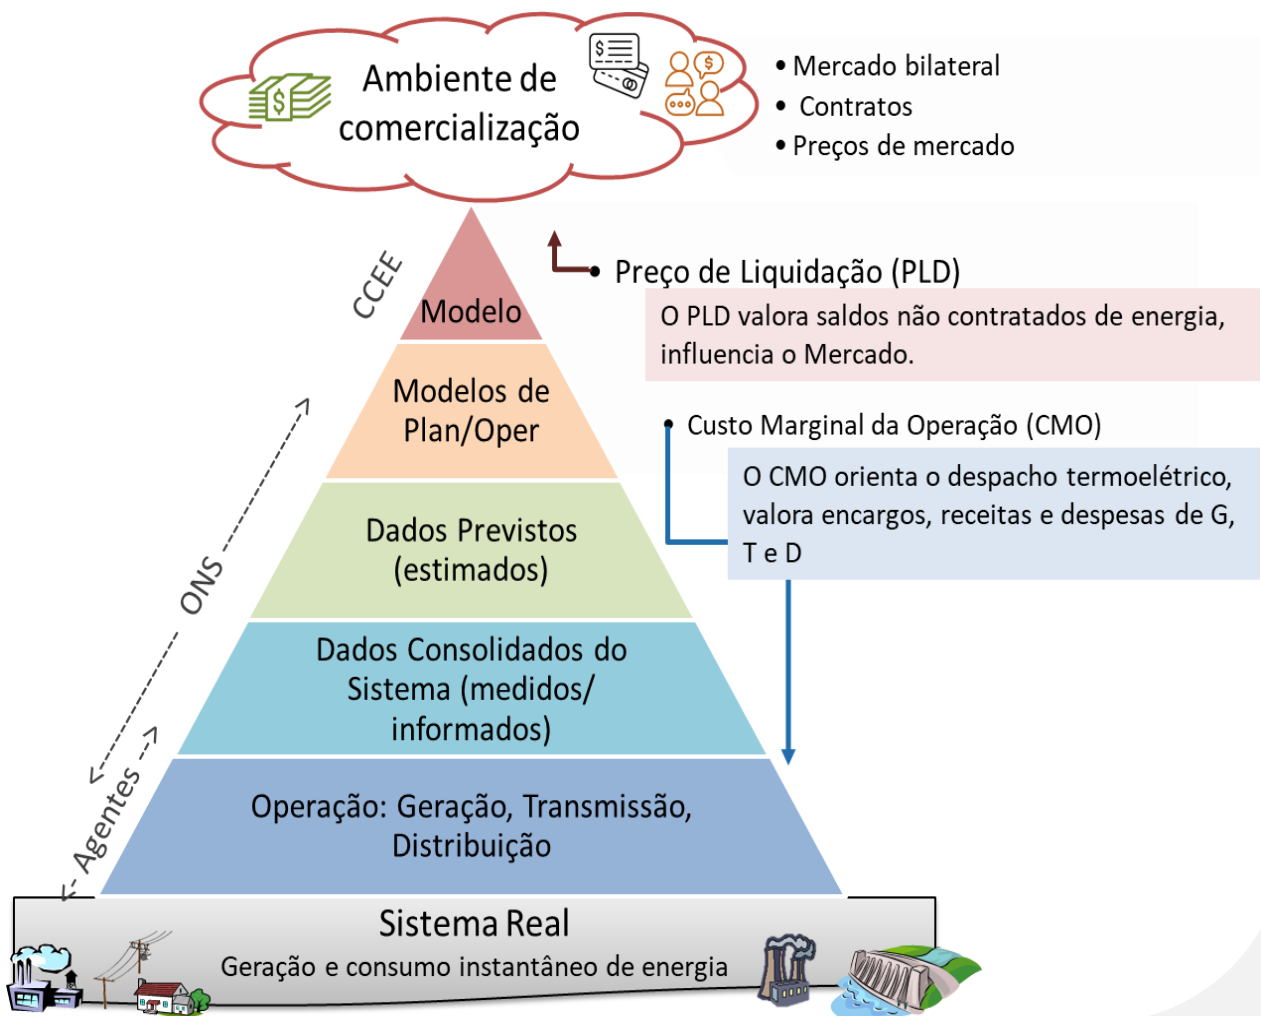 Ambiente de
comercialização
• Mercado bilateral
• Contratos
• Preços de mercado
CCEE
Modelo
• Preço de Liquidação (PLD)
O PLD valora saldos não contratados de energia,
influencia o Mercado.
Modelos de
Plan/Oper
• Custo Marginal da Operação (CMO)
O CMO orienta o despacho termoelétrico,
valora encargos, receitas e despesas de G,
T e D
ONS
Dados Previstos
(estimados)
Dados Consolidados do
Sistema (medidos/
informados)
Agentes
Operação: Geração, Transmissão,
Distribuição
Sistema Real
Geração e consumo instantâneo de energia